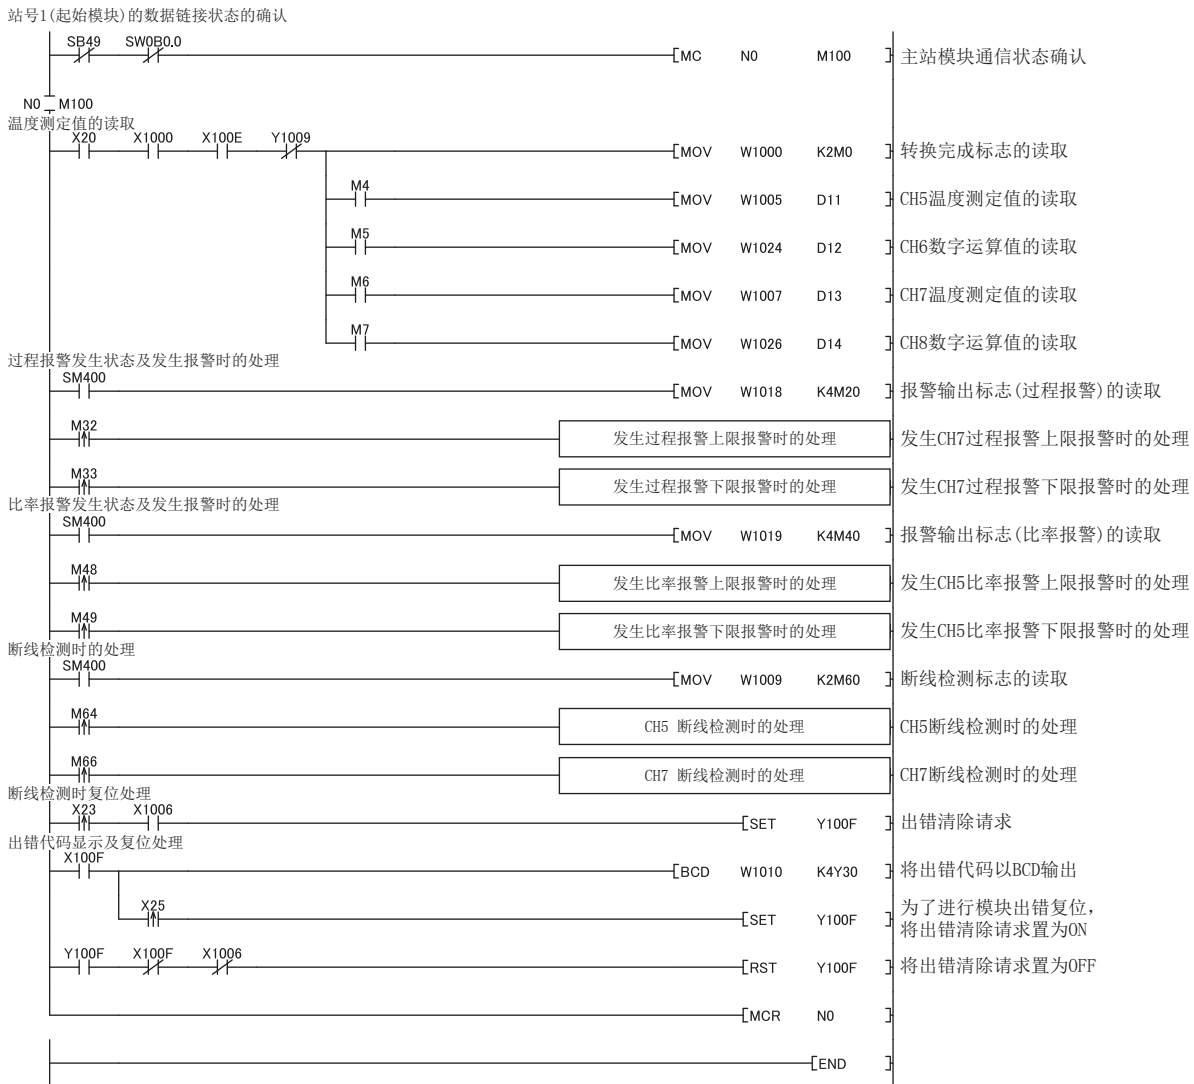 站号1(起始模块)的数据链接状态的确认
SB49 SW0B0.0
MC N0 M100 主站模块通信状态确认
N0 M100
温度测定值的读取
X20 X1000 X100E Y1009
MOV W1000 K2M0 转换完成标志的读取
M4
MOV W1005 D11 CH5温度测定值的读取
M5
MOV W1024 D12 CH6数字运算值的读取
M6
MOV W1007 D13 CH7温度测定值的读取
M7
MOV W1026 D14 CH8数字运算值的读取
过程报警发生状态及发生报警时的处理
SM400
MOV W1018 K4M20 报警输出标志(过程报警)的读取
M32
发生过程报警上限报警时的处理 发生CH7过程报警上限报警时的处理
M33
发生过程报警下限报警时的处理 发生CH7过程报警下限报警时的处理
比率报警发生状态及发生报警时的处理
SM400
MOV W1019 K4M40 报警输出标志(比率报警)的读取
M48
发生比率报警上限报警时的处理 发生CH5比率报警上限报警时的处理
M49
发生比率报警下限报警时的处理 发生CH5比率报警下限报警时的处理
断线检测时的处理
SM400
MOV W1009 K2M60 断线检测标志的读取
M64
CH5 断线检测时的处理 CH5断线检测时的处理
M66
CH7 断线检测时的处理 CH7断线检测时的处理
断线检测时复位处理
X23 X1006
SET Y100F 出错清除请求
出错代码显示及复位处理
X100F
BCD W1010 K4Y30 将出错代码以BCD输出
X25
SET Y100F 为了进行模块出错复位，
将出错清除请求置为ON
Y100F X100F X1006
RST Y100F 将出错清除请求置为OFF
MCR N0
END